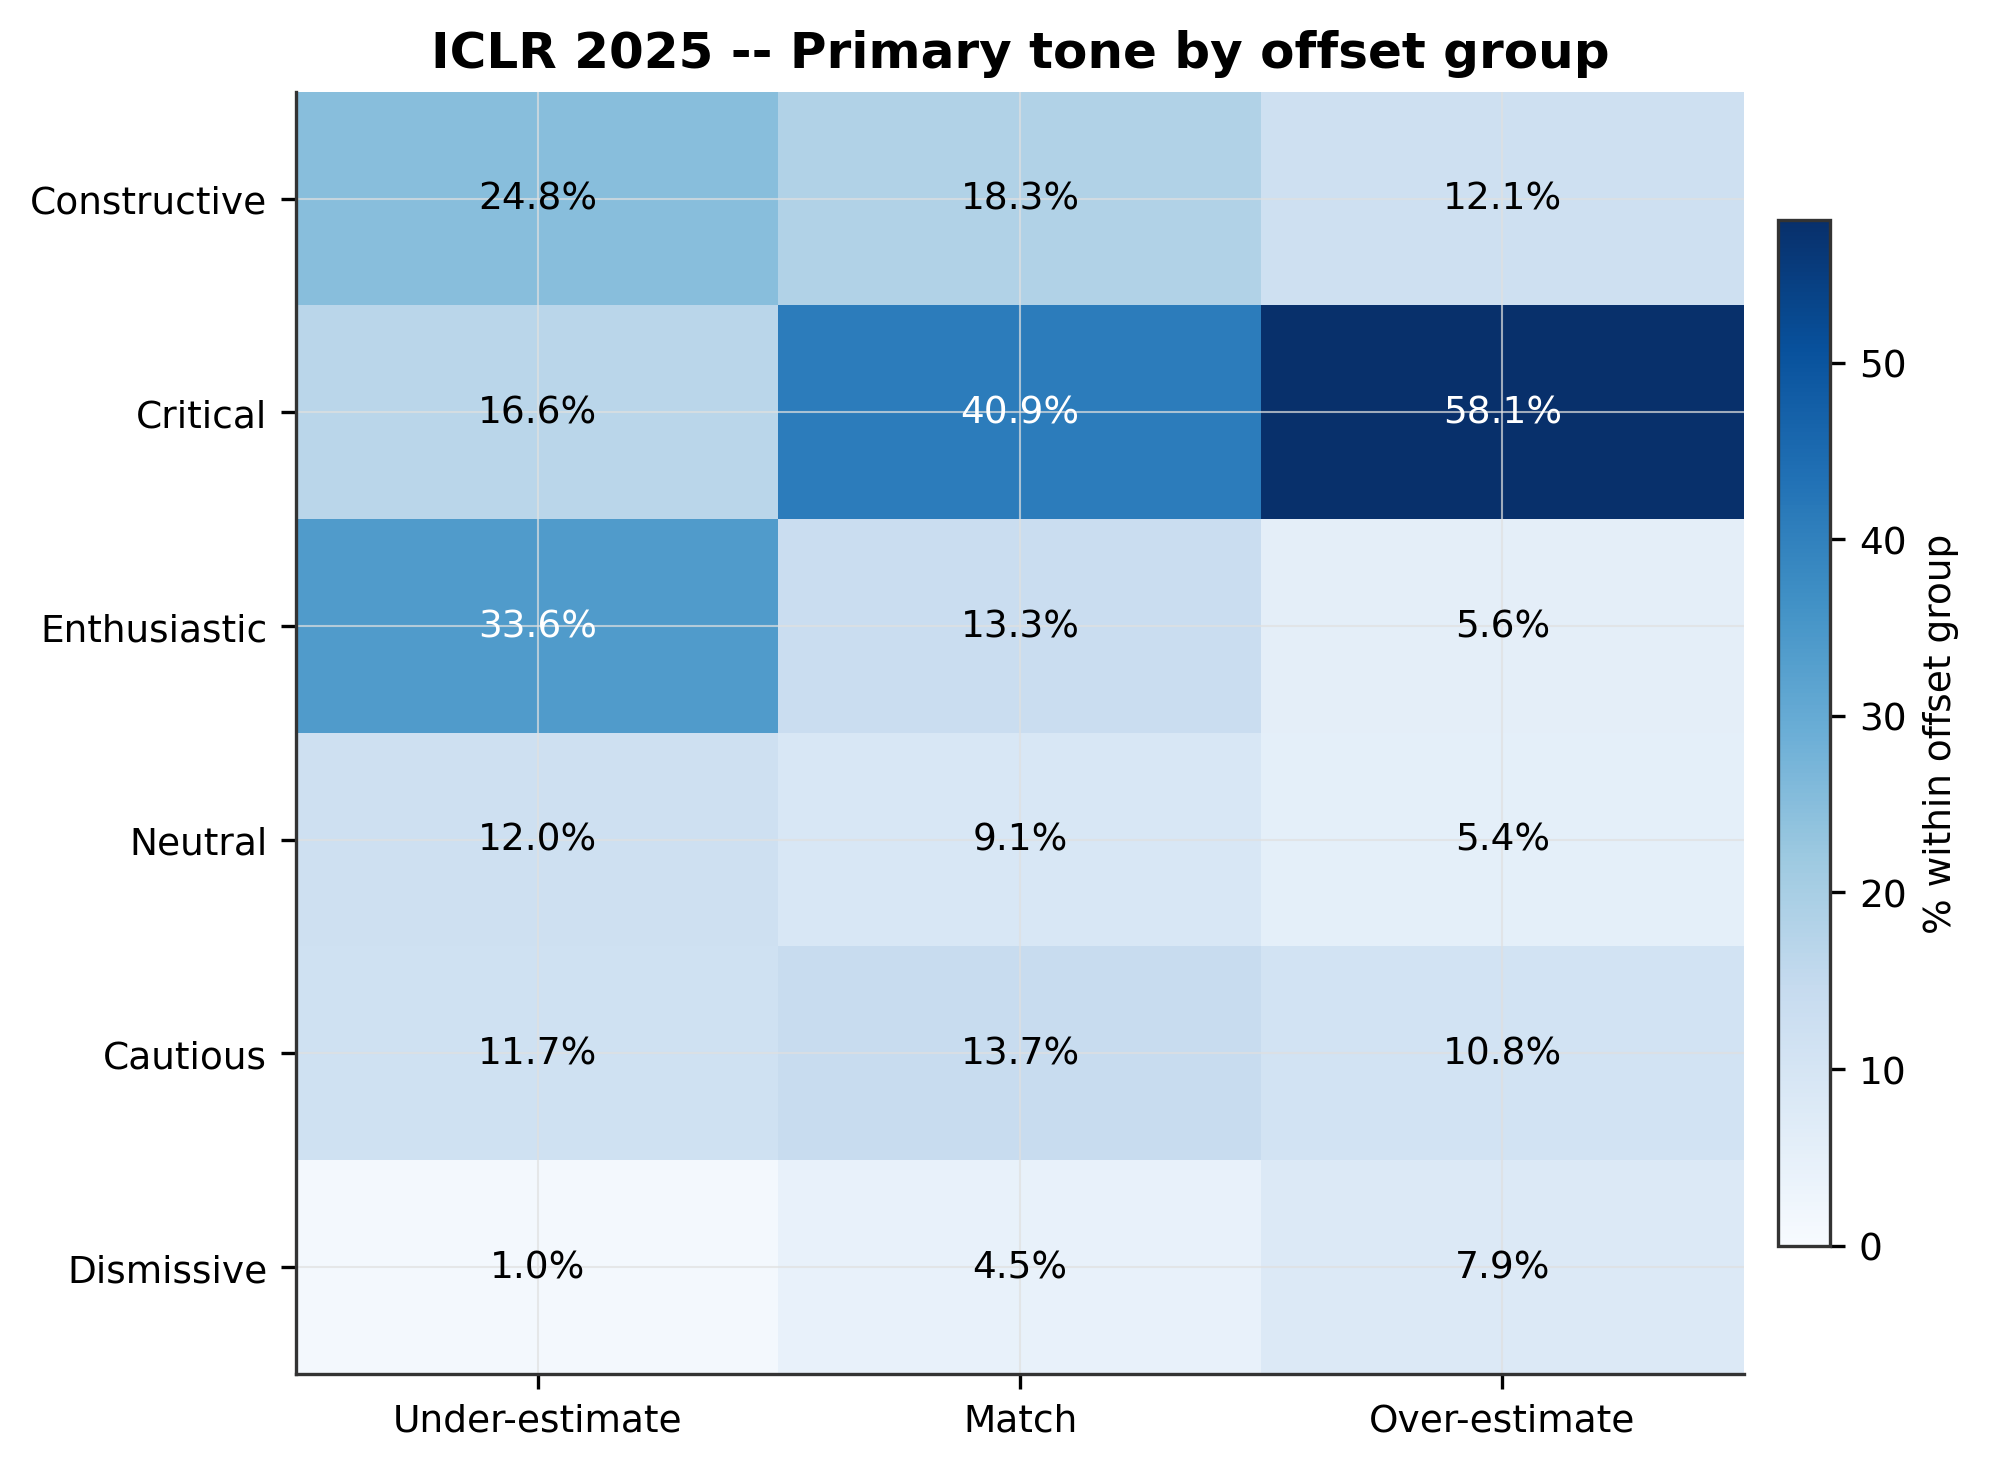 ICLR 2025 -- Primary tone by offset group
Constructive 24.8% 18.3% 12.1%
Critical 16.6% 40.9% 58.1%
Enthusiastic 33.6% 13.3% 5.6%
Neutral 12.0% 9.1% 5.4%
Cautious 11.7% 13.7% 10.8%
Dismissive 1.0% 4.5% 7.9%
Under-estimate Match Over-estimate
50
40
30
20
10
0
% within offset group